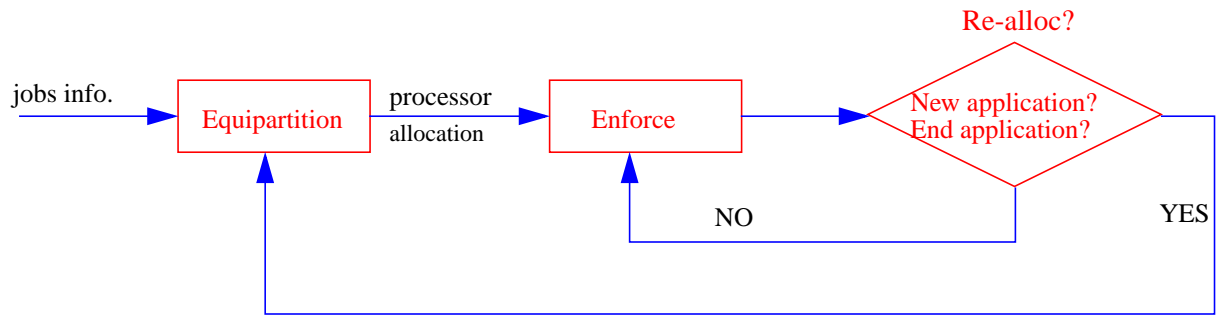 Re-alloc?
jobs info.
Equipartition
processor
allocation
Enforce
New application?
End application?
NO
YES